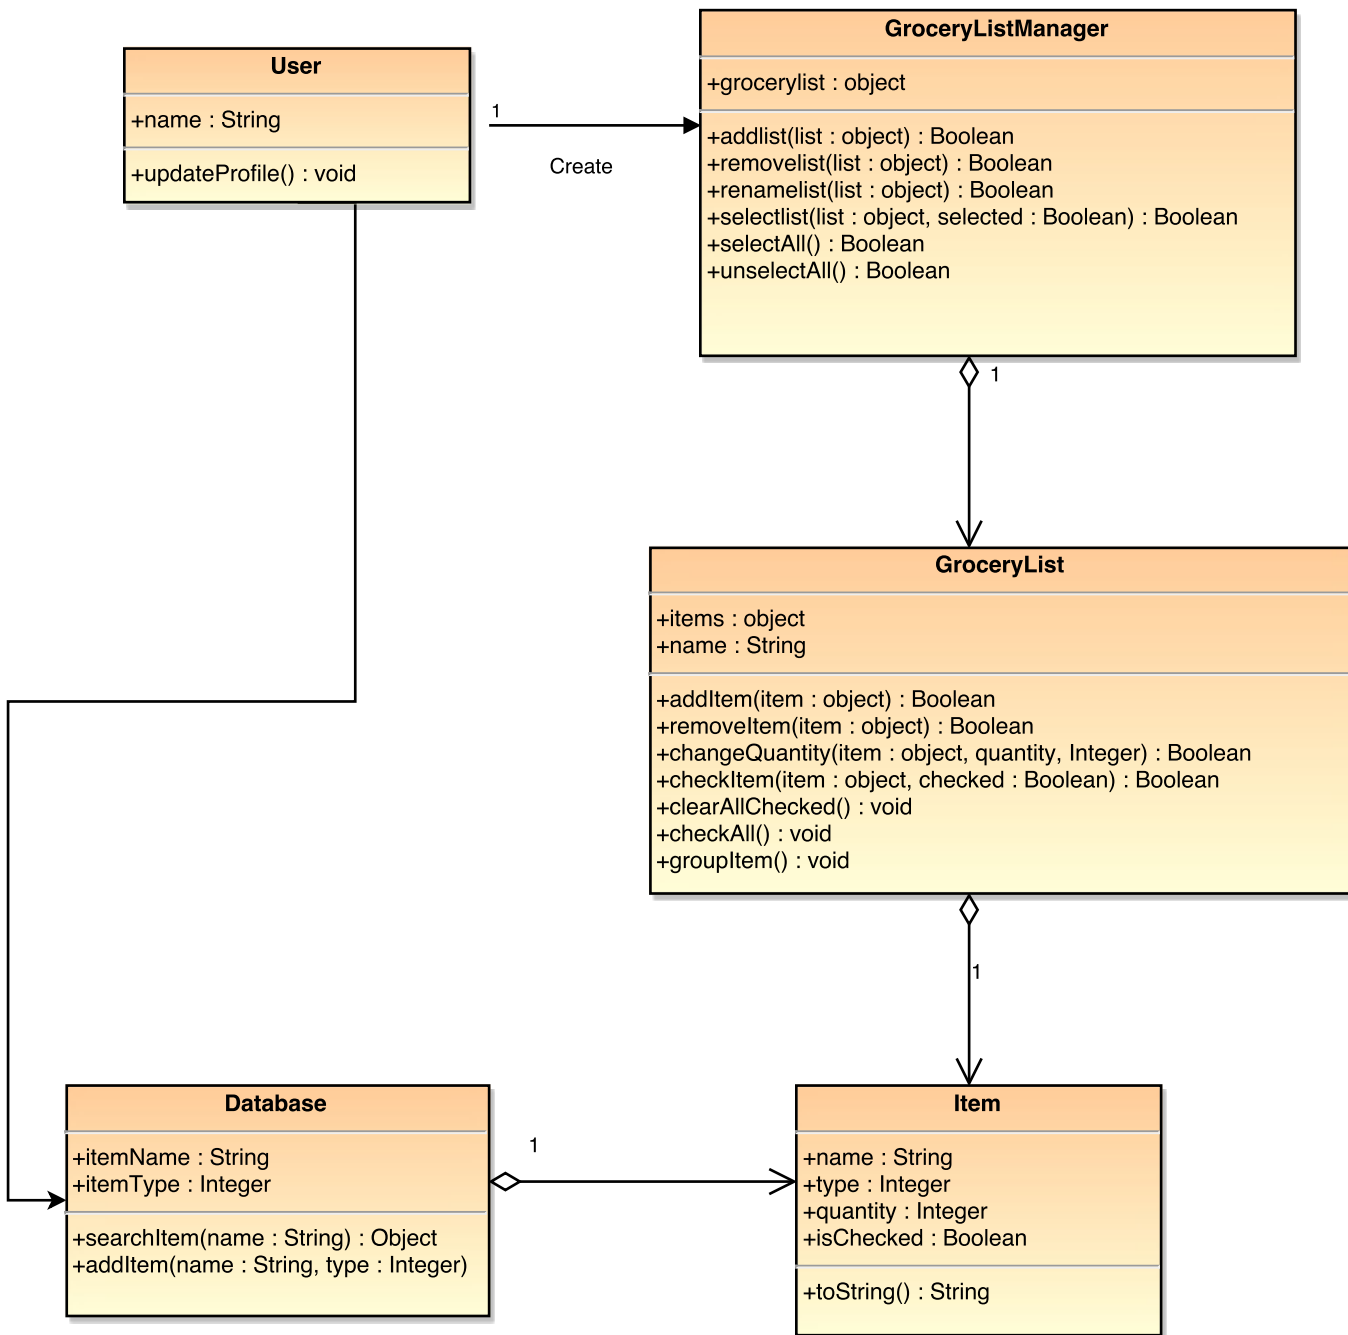 User
+name : String
+updateProfile() : void
1
Create
GroceryListManager
+grocerylist : object
+addlist(list : object) : Boolean
+removelist(list : object) : Boolean
+renamelist(list : object) : Boolean
+selectlist(list : object, selected : Boolean) : Boolean
+selectAll() : Boolean
+unselectAll() : Boolean
1
GroceryList
+items : object
+name : String
+addItem(item : object) : Boolean
+removeItem(item : object) : Boolean
+changeQuantity(item : object, quantity, Integer) : Boolean
+checkItem(item : object, checked : Boolean) : Boolean
+clearAllChecked() : void
+checkAll() : void
+groupItem() : void
1
Database
+itemName : String
+itemType : Integer
+searchItem(name : String) : Object
+addItem(name : String, type : Integer)
1
Item
+name : String
+type : Integer
+quantity : Integer
+isChecked : Boolean
+toString() : String